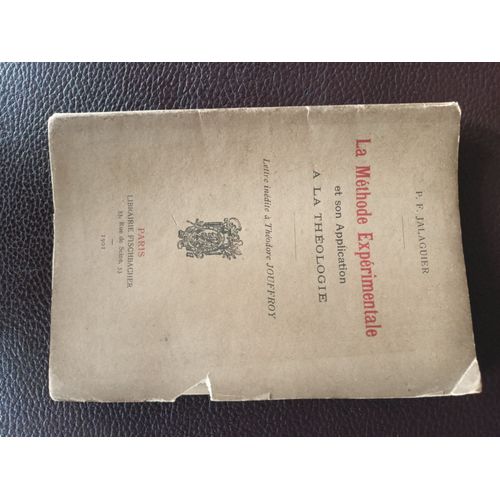 P. F. JALAGUIER
La Méthode Expérimentale
et son Application
A LA THÉOLOGIE
Lettre inédite à Théodore JOUFFROY
PARIS
LIBRAIRIE FISCHBACHER
33, Rue de Seine, 33
1901